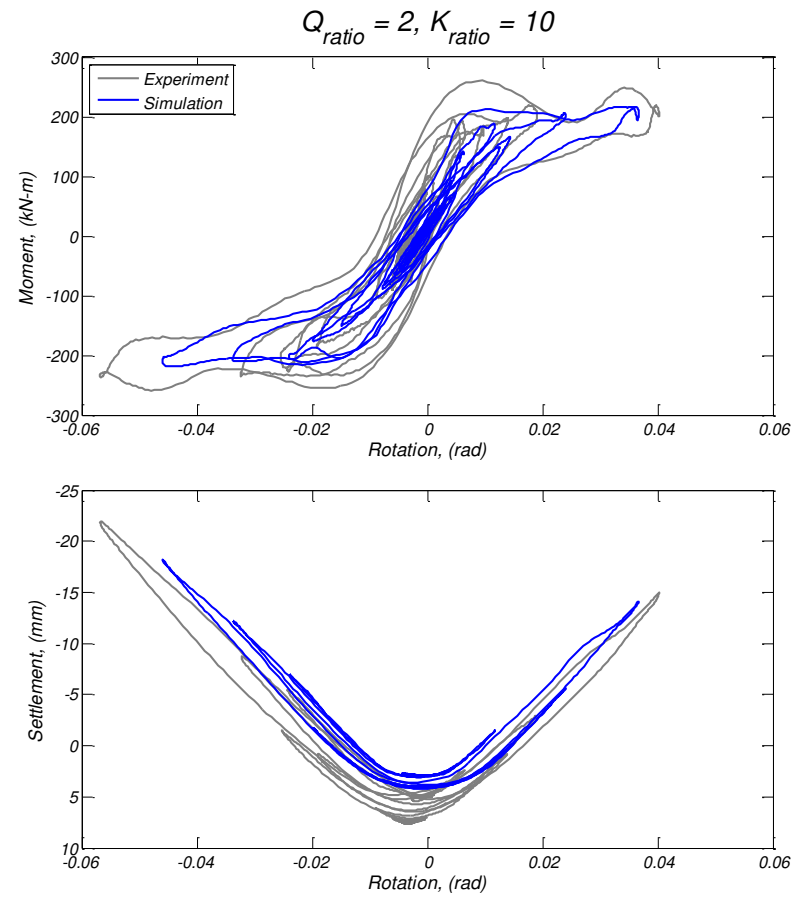 Q_ratio = 2, K_ratio = 10
300
200
100
0
-100
-200
-300
Moment, (kN-m)
Experiment
Simulation
-0.06 -0.04 -0.02 0 0.02 0.04 0.06
Rotation, (rad)
-25
-20
-15
-10
-5
0
5
10
Settlement, (mm)
-0.06 -0.04 -0.02 0 0.02 0.04 0.06
Rotation, (rad)